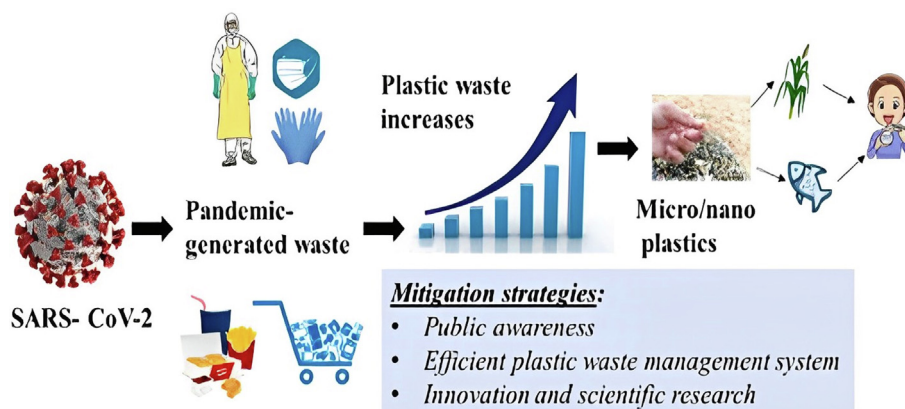 Plastic waste
increases
Pandemic-
generated waste
Micro/nano
plastics
SARS- CoV-2
Mitigation strategies:
• Public awareness
• Efficient plastic waste management system
• Innovation and scientific research